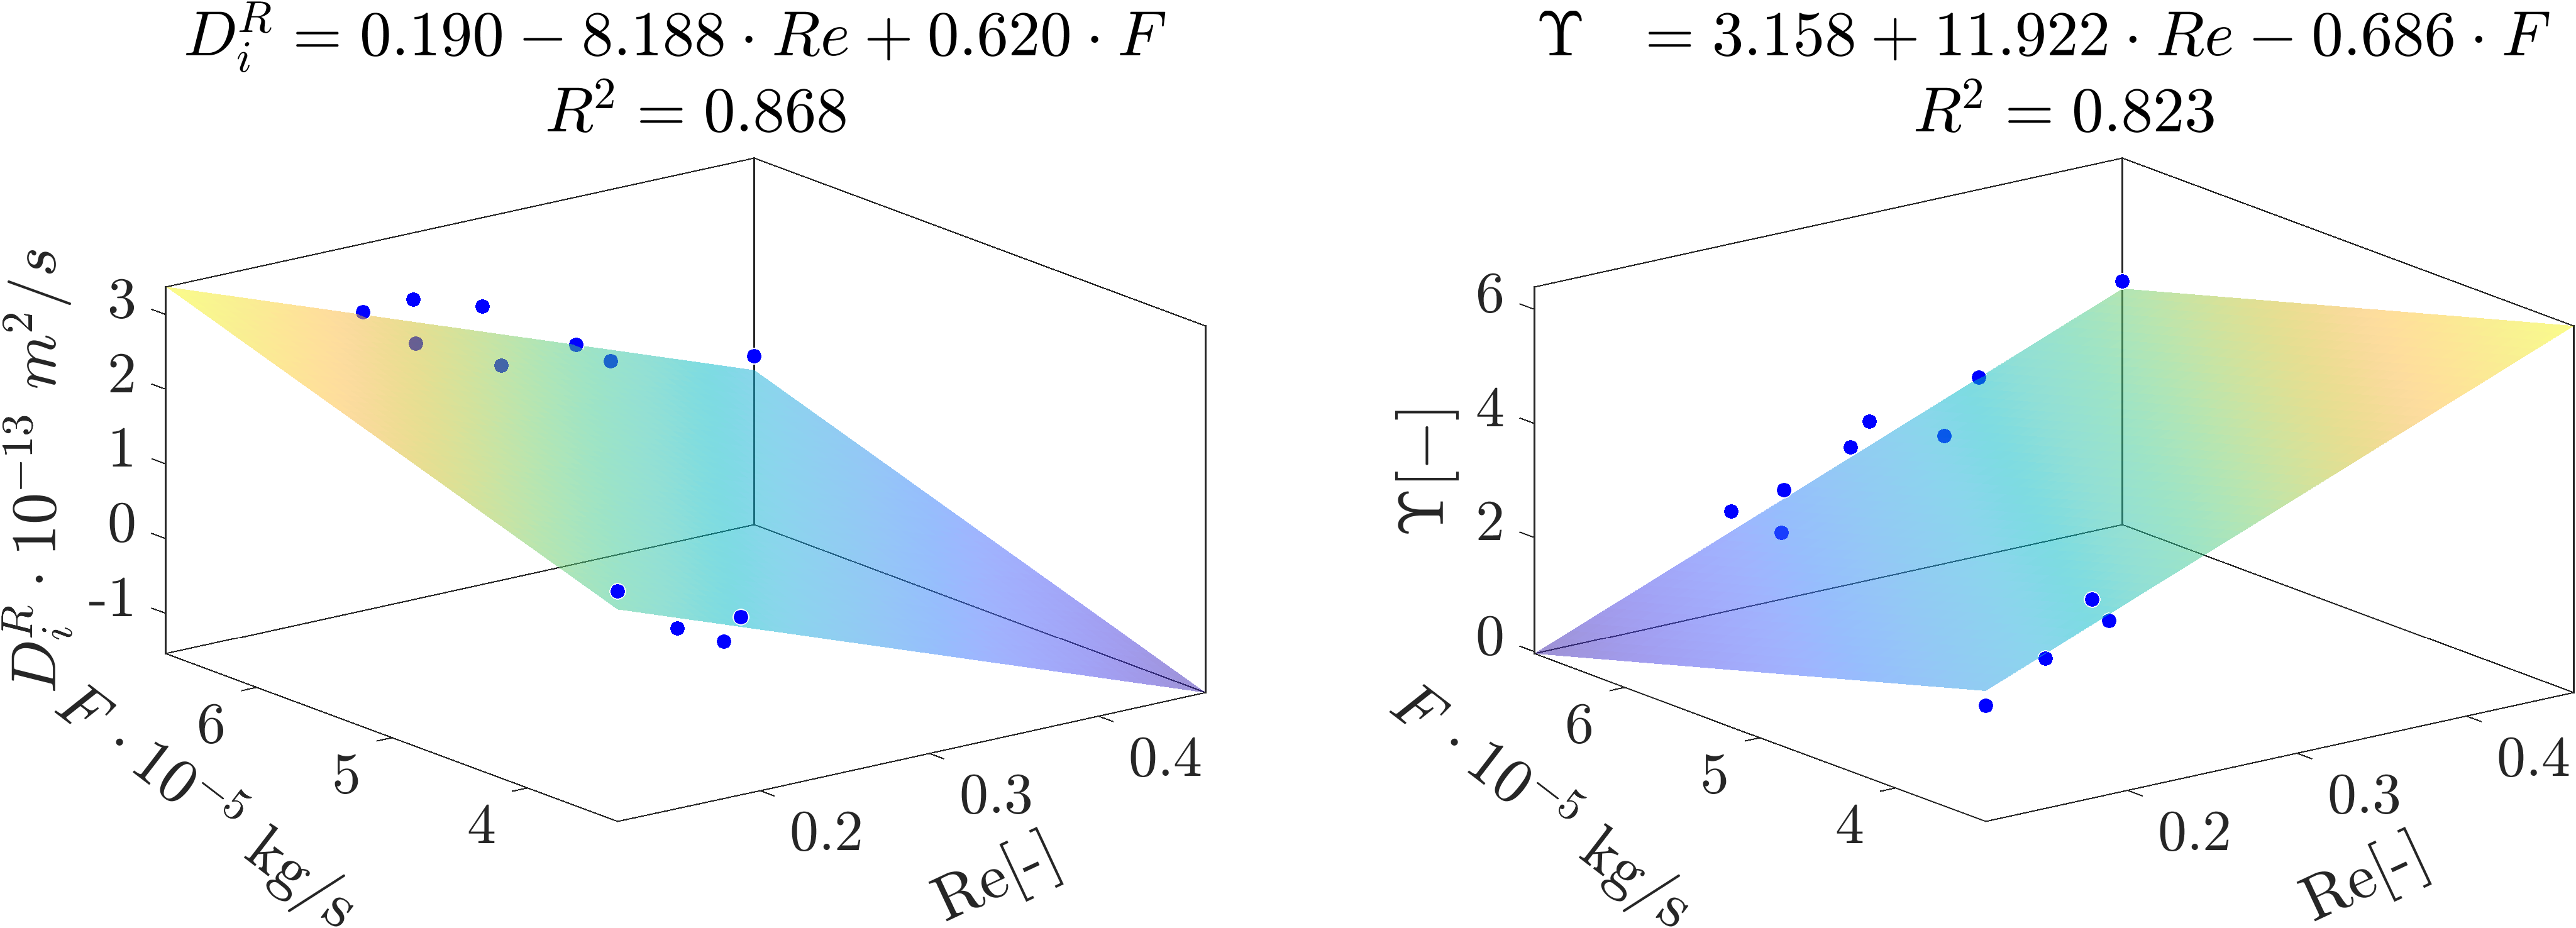 D_i^R = 0.190 − 8.188 · Re + 0.620 · F
R² = 0.868
3
2
1
0
-1
D_i^R · 10⁻¹³ m²/s
6
5
4
F · 10⁻⁵ kg/s
0.2
0.3
0.4
Re[-]
ϒ = 3.158 + 11.922 · Re − 0.686 · F
R² = 0.823
6
4
2
0
ϒ[−]
6
5
4
F · 10⁻⁵ kg/s
0.2
0.3
0.4
Re[-]